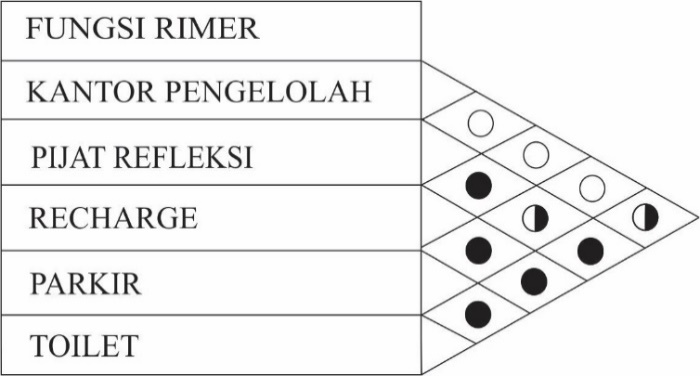 FUNGSI RIMER
KANTOR PENGELOLAH
PIJAT REFLEKSI
RECHARGE
PARKIR
TOILET